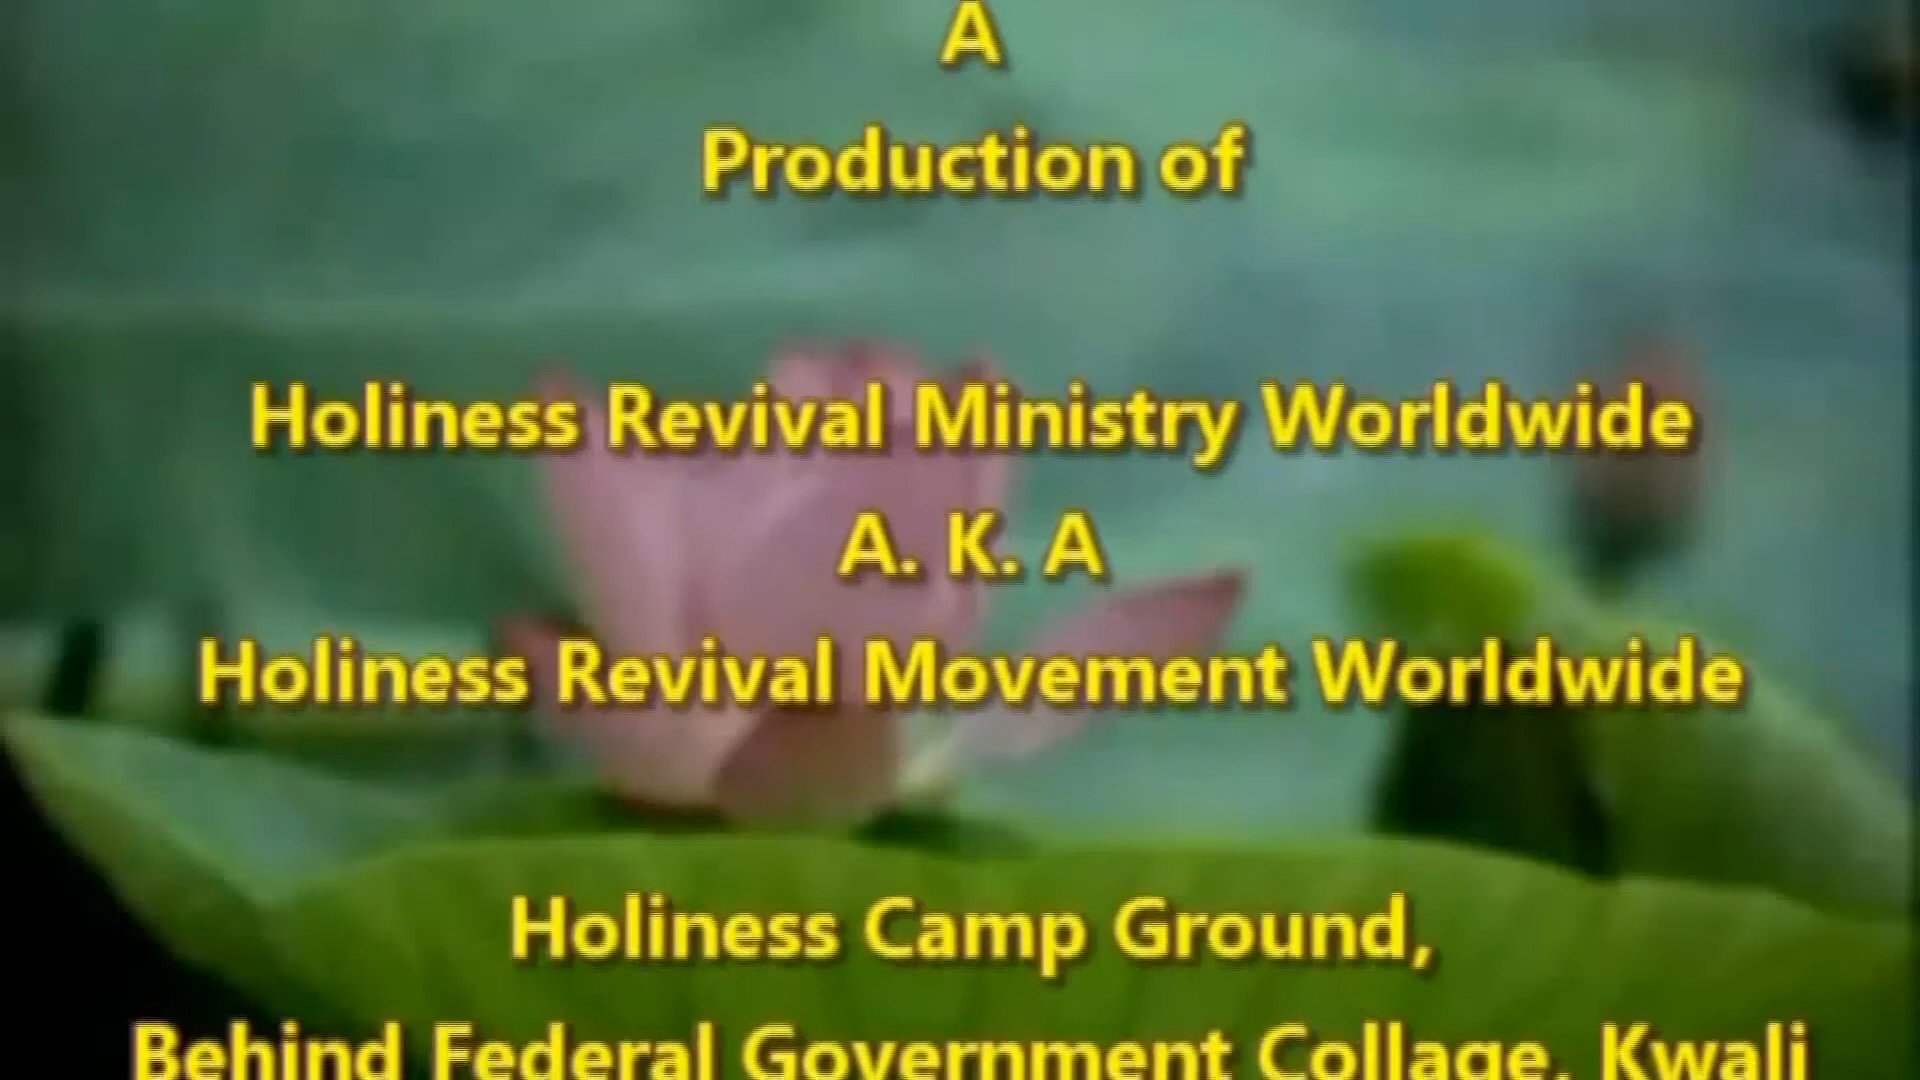 A
Production of
Holiness Revival Ministry Worldwide
A. K. A
Holiness Revival Movement Worldwide
Holiness Camp Ground,
Behind Federal Government Collage, Kwali